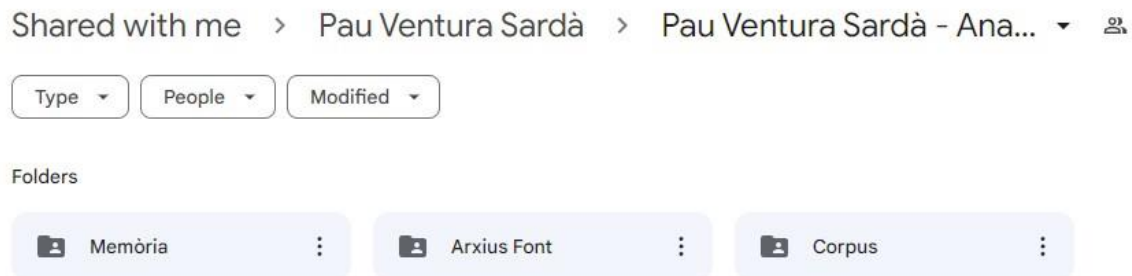 Shared with me > Pau Ventura Sardà > Pau Ventura Sardà - Ana...
Type People Modified
Folders
Memòria Arxius Font Corpus